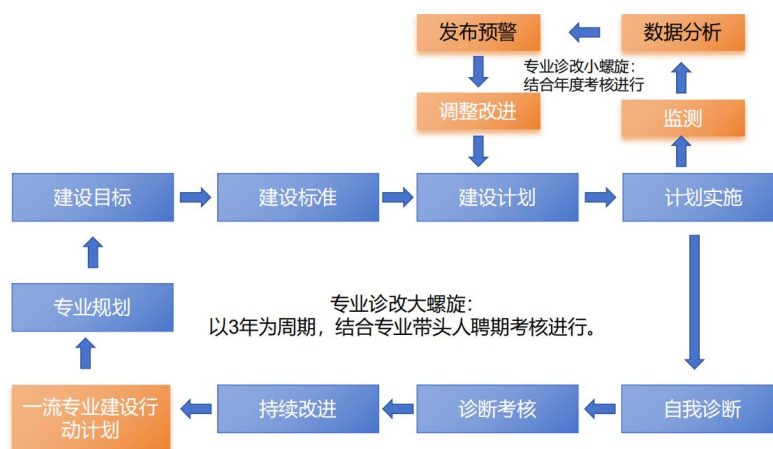 发布预警
数据分析
专业诊改小螺旋：
结合年度考核进行
调整改进
监测
建设目标
建设标准
建设计划
计划实施
专业规划
专业诊改大螺旋：
以3年为周期，结合专业带头人聘期考核进行。
一流专业建设行
动计划
持续改进
诊断考核
自我诊断